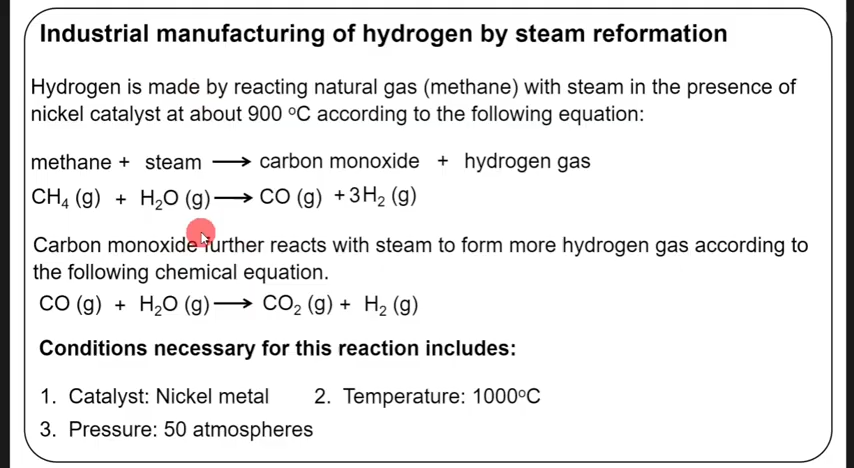 Industrial manufacturing of hydrogen by steam reformation
Hydrogen is made by reacting natural gas (methane) with steam in the presence of
nickel catalyst at about 900 ºC according to the following equation:
methane + steam ⟶ carbon monoxide + hydrogen gas
CH₄ (g) + H₂O (g) ⟶ CO (g) + 3H₂ (g)
Carbon monoxide further reacts with steam to form more hydrogen gas according to
the following chemical equation.
CO (g) + H₂O (g) ⟶ CO₂ (g) + H₂ (g)
Conditions necessary for this reaction includes:
1. Catalyst: Nickel metal 2. Temperature: 1000ºC
3. Pressure: 50 atmospheres